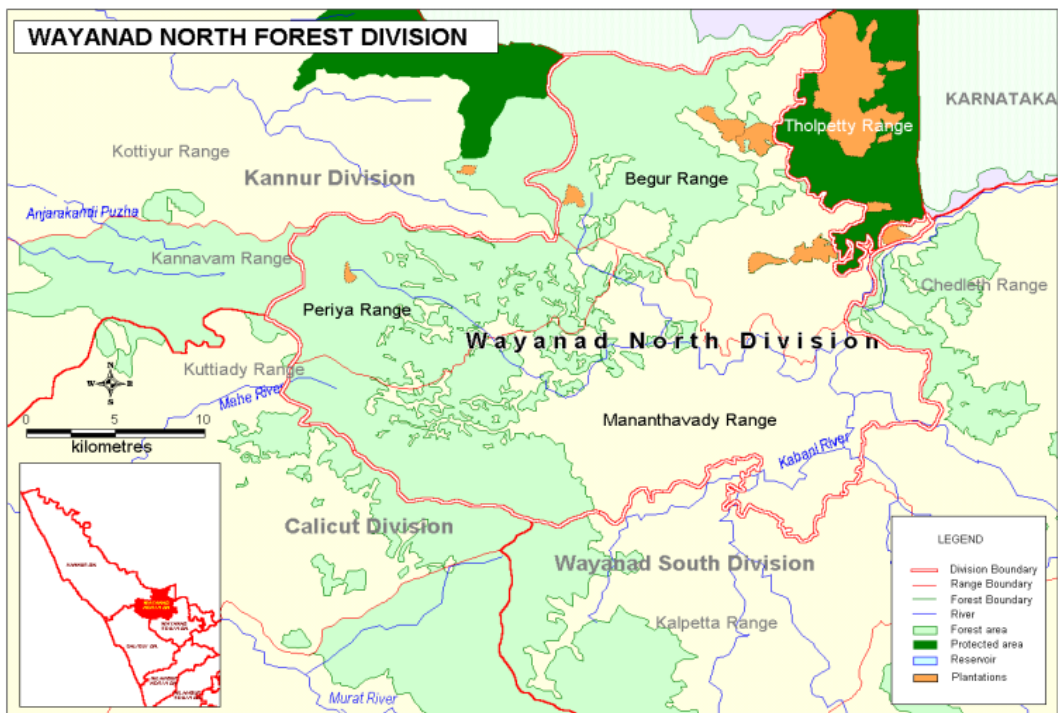 WAYANAD NORTH FOREST DIVISION
KARNATAKA
Tholpetty Range
Kottiyur Range
Kannur Division
Begur Range
Anjarakandi Puzha
Kannavam Range
Chedleth Range
Periya Range
Wayanad North Division
Kuttiady Range
N
W E
S
Mahe River
Mananthavady Range
0 5 10
kilometres
Kabani River
Calicut Division
Wayanad South Division
Kalpetta Range
Murat River
LEGEND
Division Boundary
Range Boundary
Forest Boundary
River
Forest area
Protected area
Reservoir
Plantations